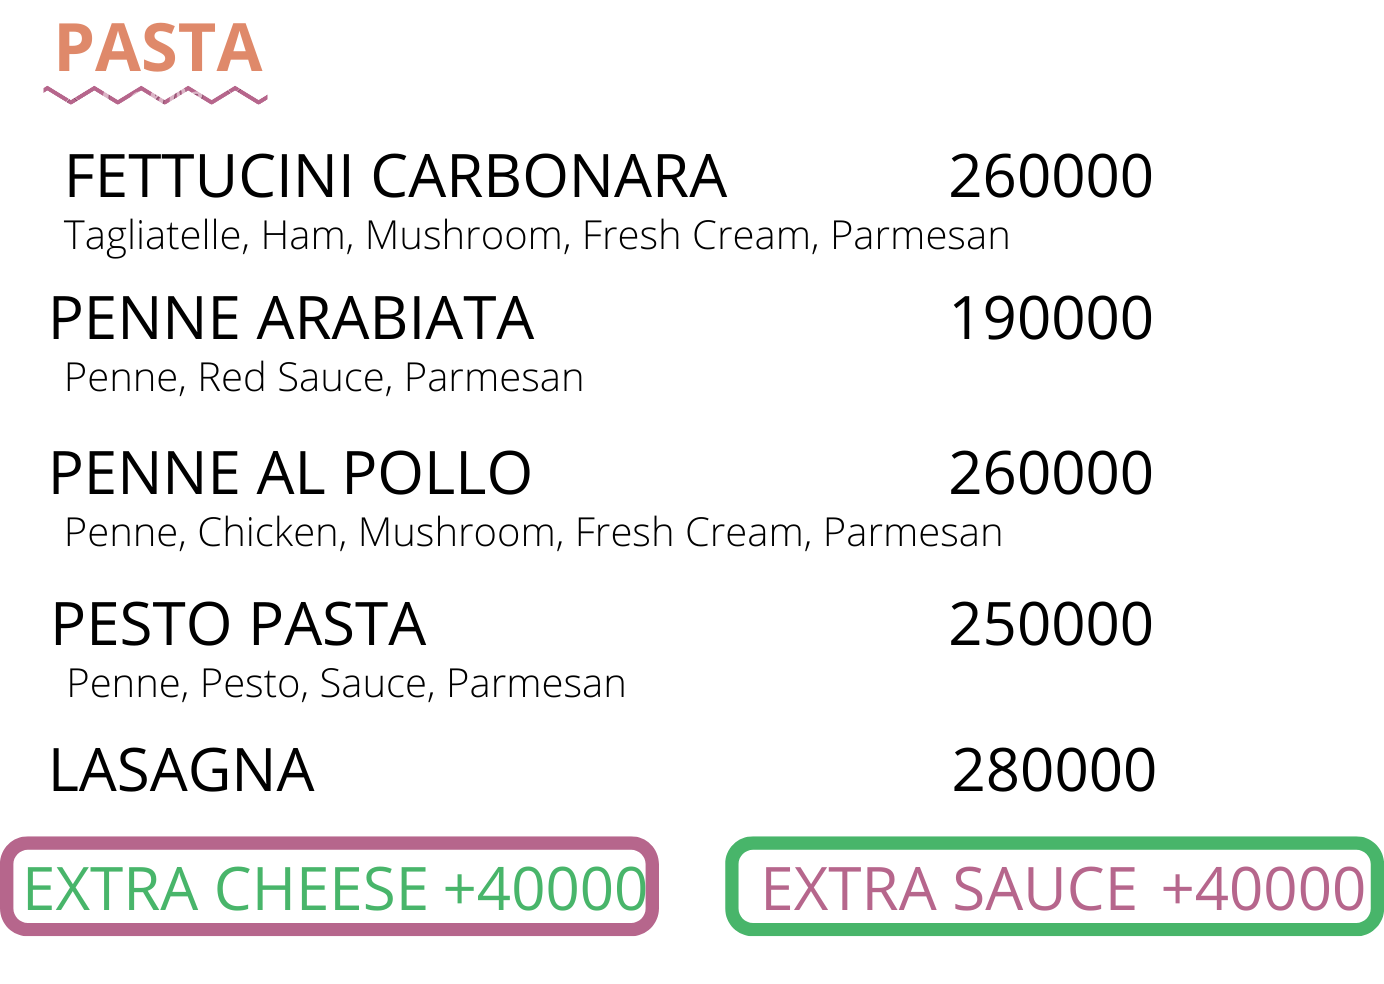 PASTA
FETTUCINI CARBONARA 260000
Tagliatelle, Ham, Mushroom, Fresh Cream, Parmesan
PENNE ARABIATA 190000
Penne, Red Sauce, Parmesan
PENNE AL POLLO 260000
Penne, Chicken, Mushroom, Fresh Cream, Parmesan
PESTO PASTA 250000
Penne, Pesto, Sauce, Parmesan
LASAGNA 280000
EXTRA CHEESE +40000 EXTRA SAUCE +40000